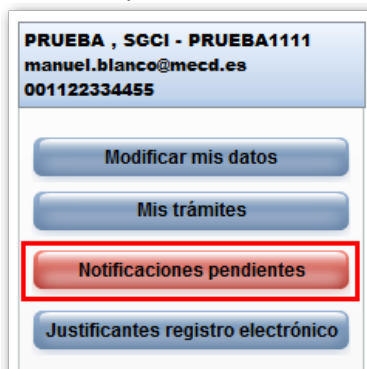 PRUEBA , SGCI - PRUEBA1111
manuel.blanco@mecd.es
001122334455
Modificar mis datos
Mis trámites
Notificaciones pendientes
Justificantes registro electrónico